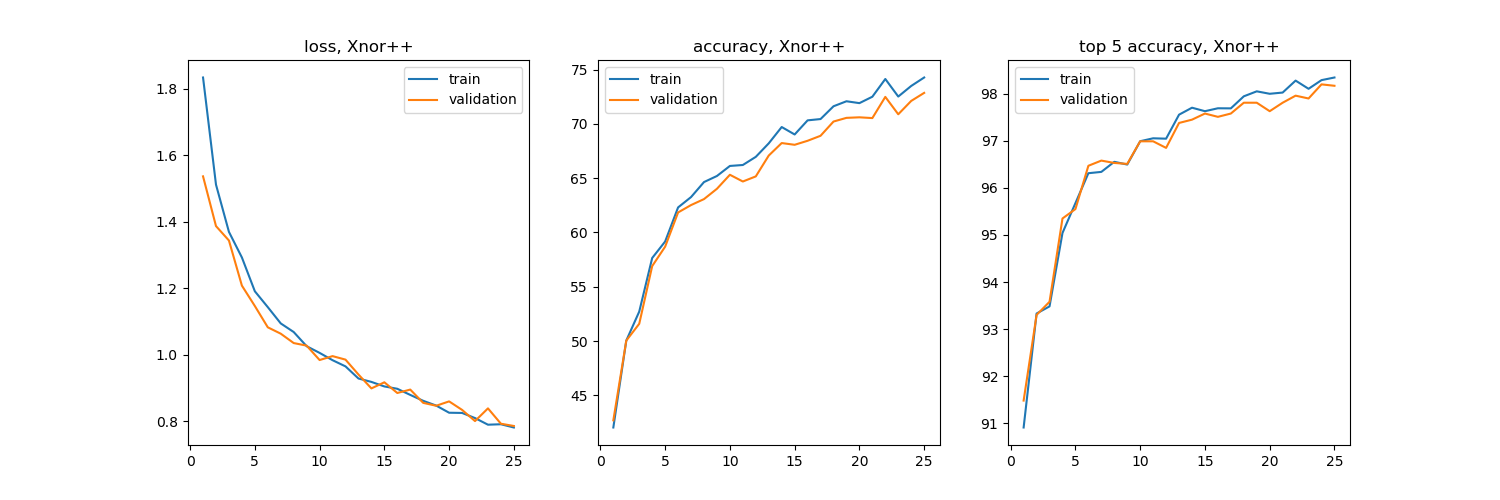 loss, Xnor++
train
validation
1.8
1.6
1.4
1.2
1.0
0.8
0 5 10 15 20 25
accuracy, Xnor++
train
validation
75
70
65
60
55
50
45
0 5 10 15 20 25
top 5 accuracy, Xnor++
train
validation
98
97
96
95
94
93
92
91
0 5 10 15 20 25